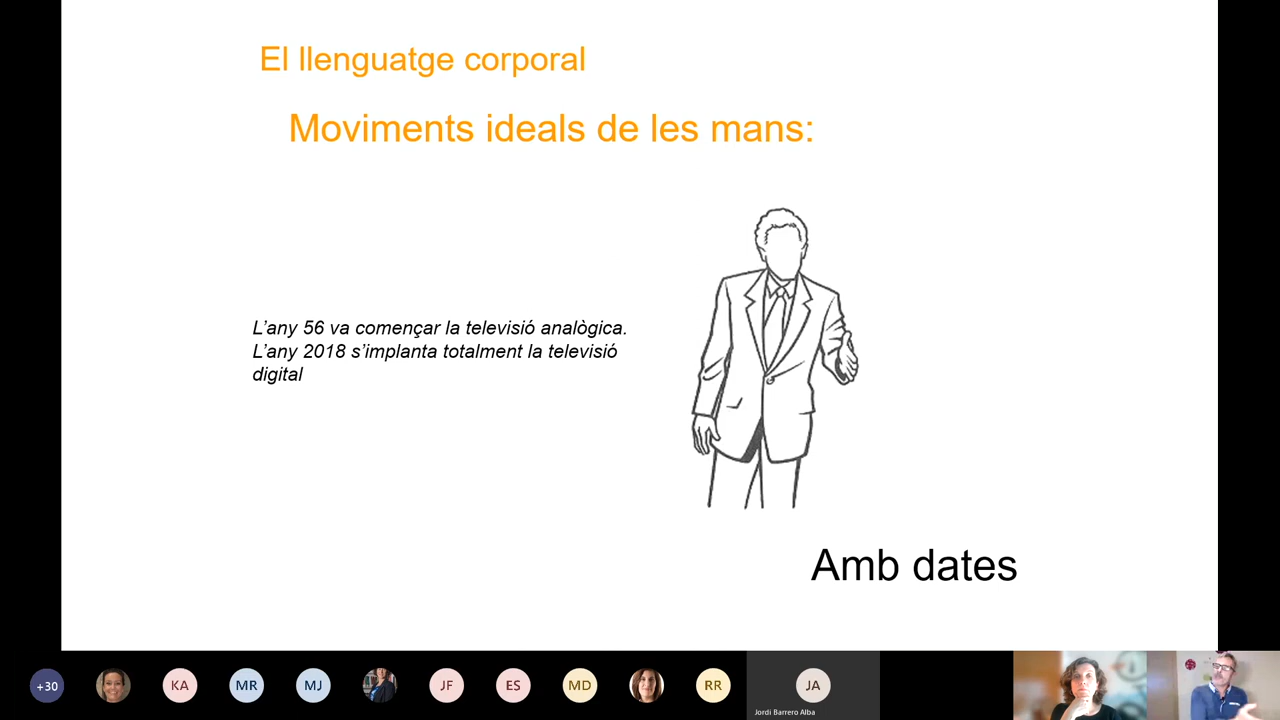 El llenguatge corporal
Moviments ideals de les mans:
L’any 56 va començar la televisió analògica.
L’any 2018 s’implanta totalment la televisió
digital
Amb dates
+30
KA
MR
MJ
JF
ES
MD
RR
JA
Jordi Barrero Alba